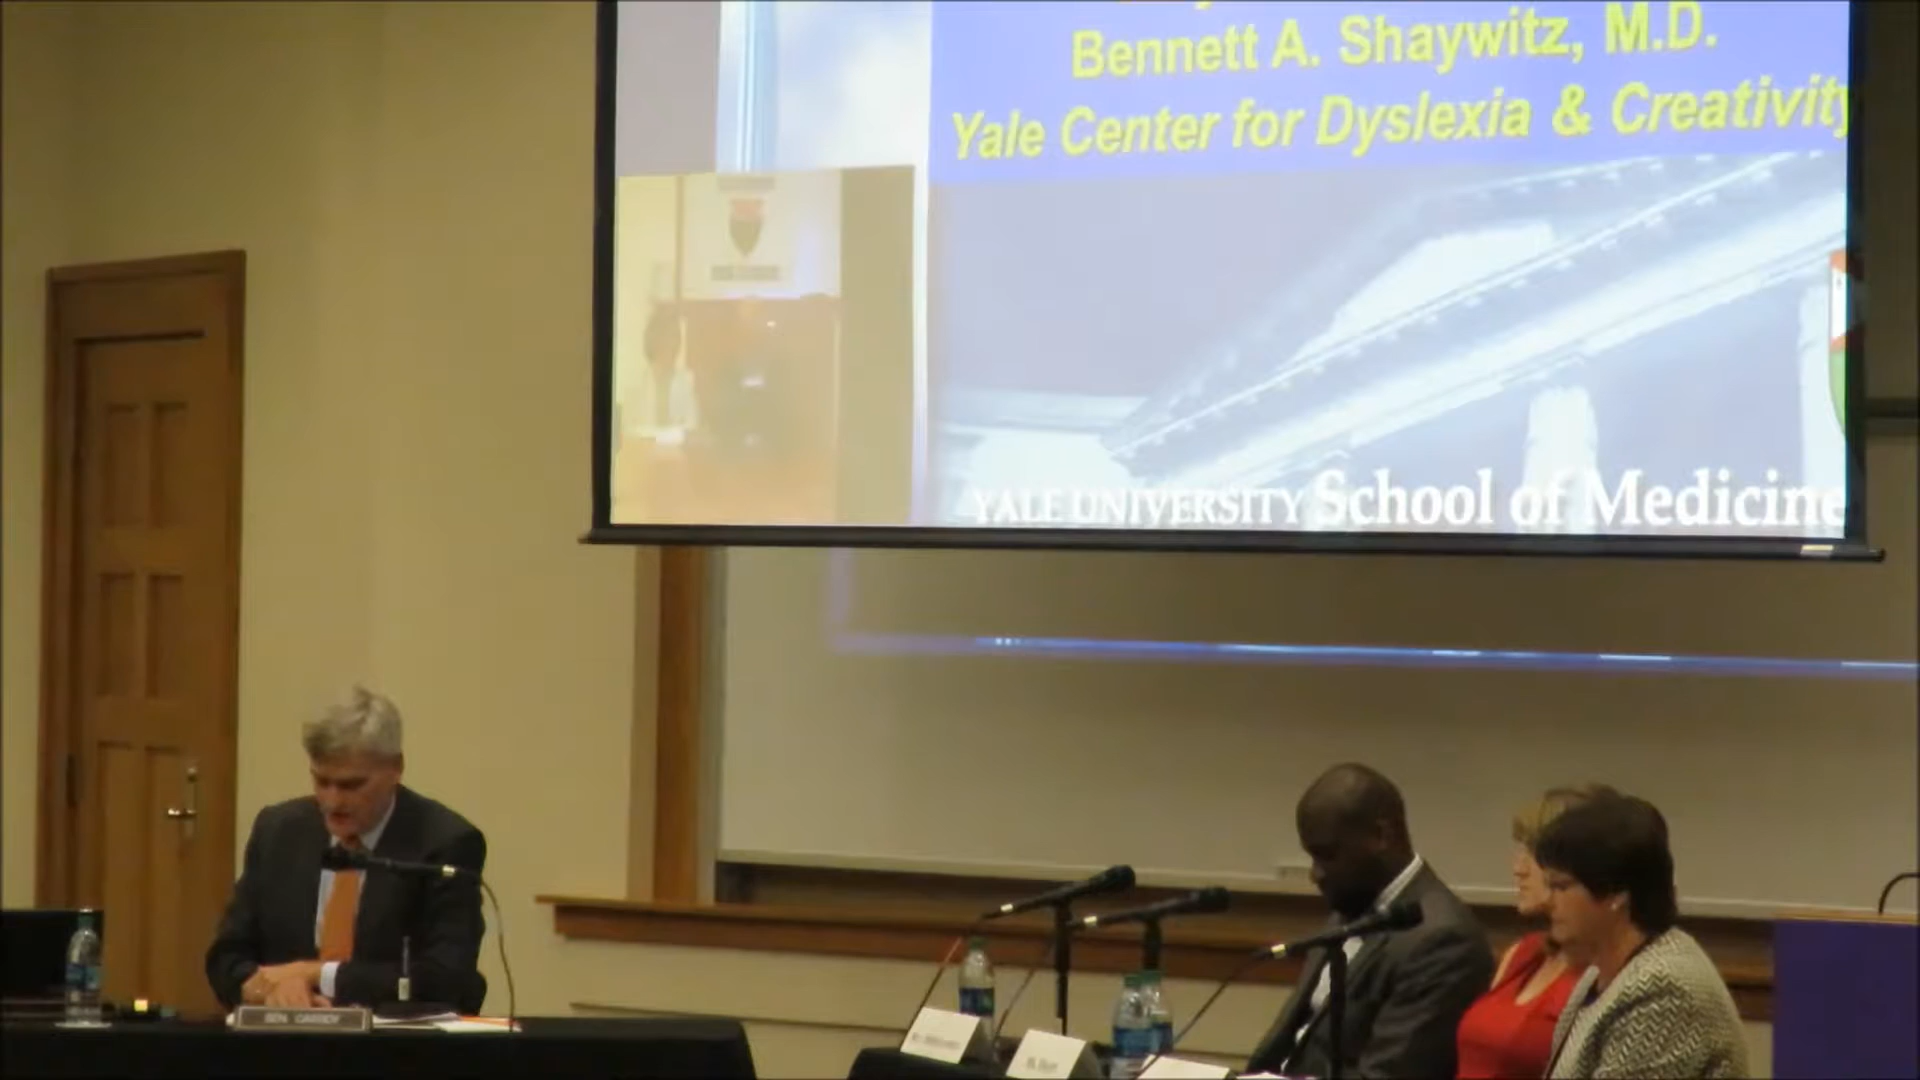 Bennett A. Shaywitz, M.D.
Yale Center for Dyslexia & Creativity
YALE UNIVERSITY School of Medicine
SEN. CASSIDY